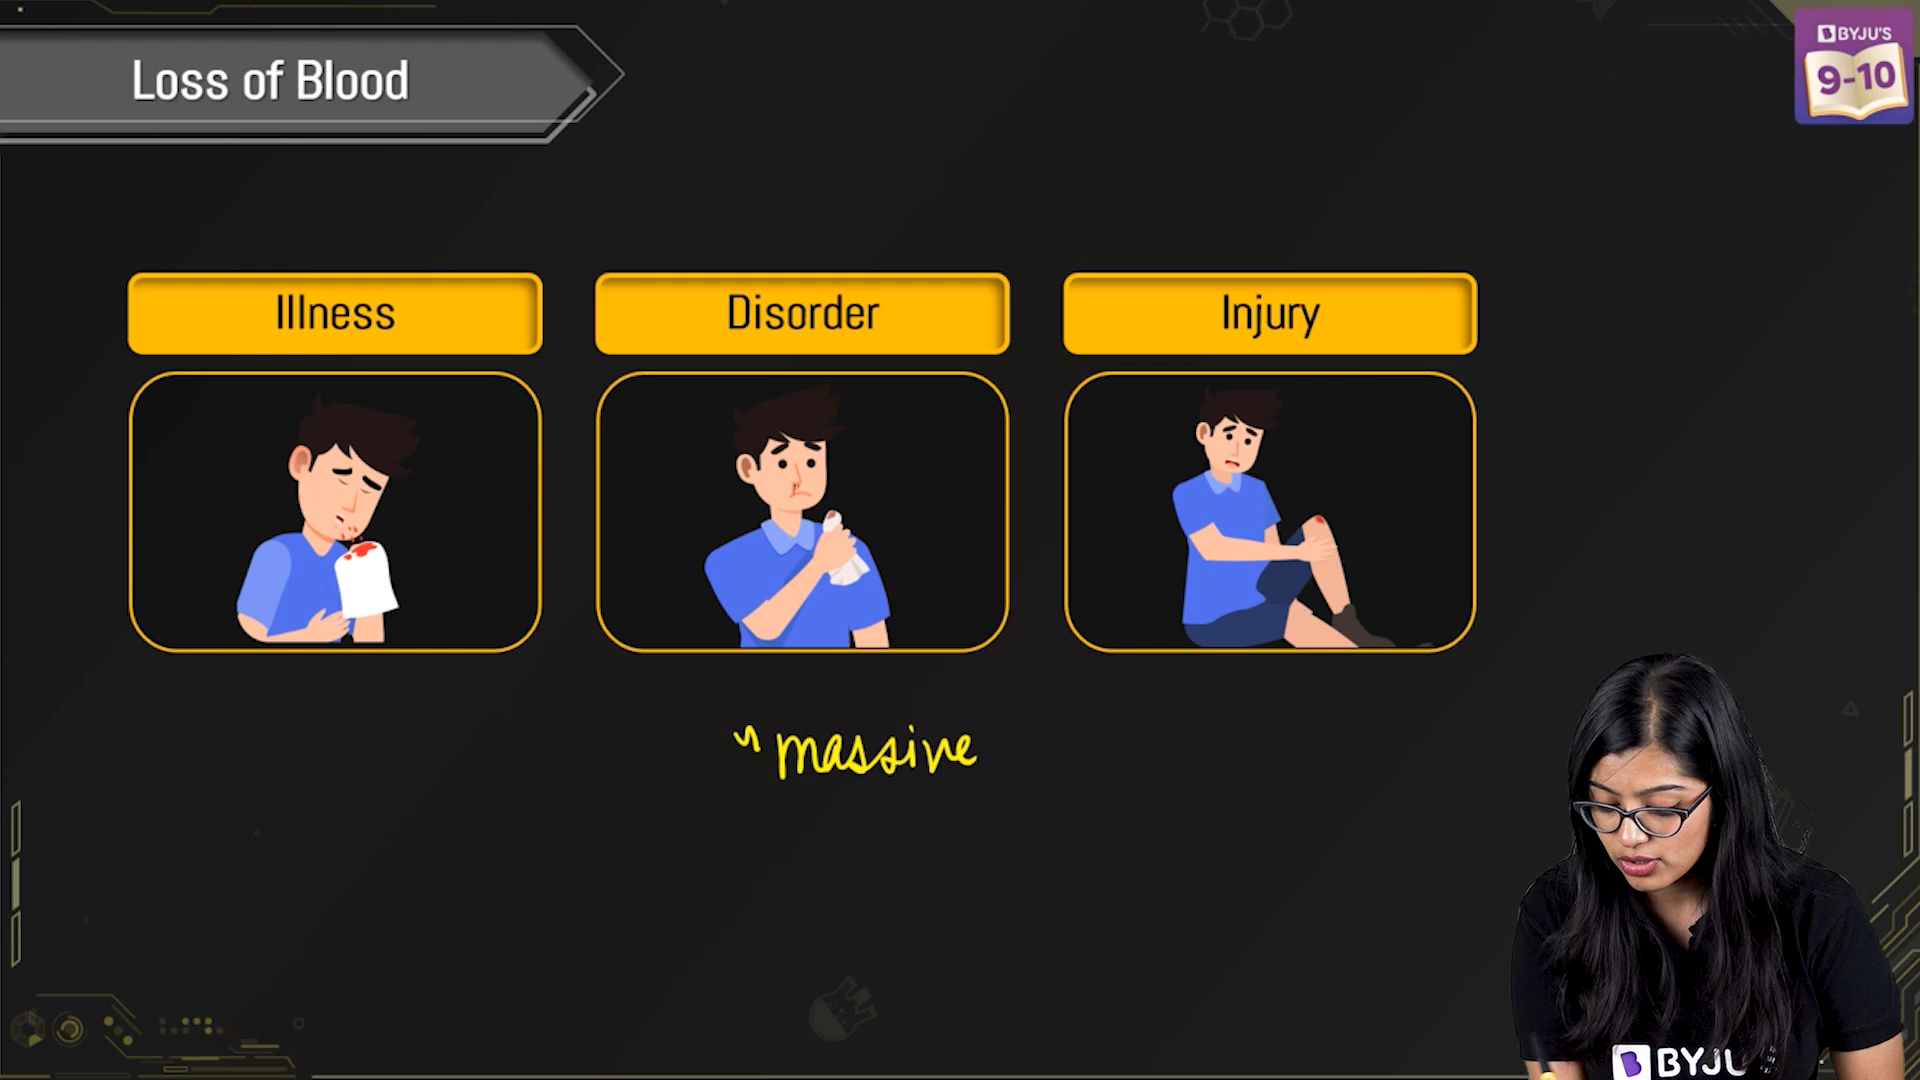 Loss of Blood
BYJU'S
9-10
Illness
Disorder
Injury
massive
BYJU